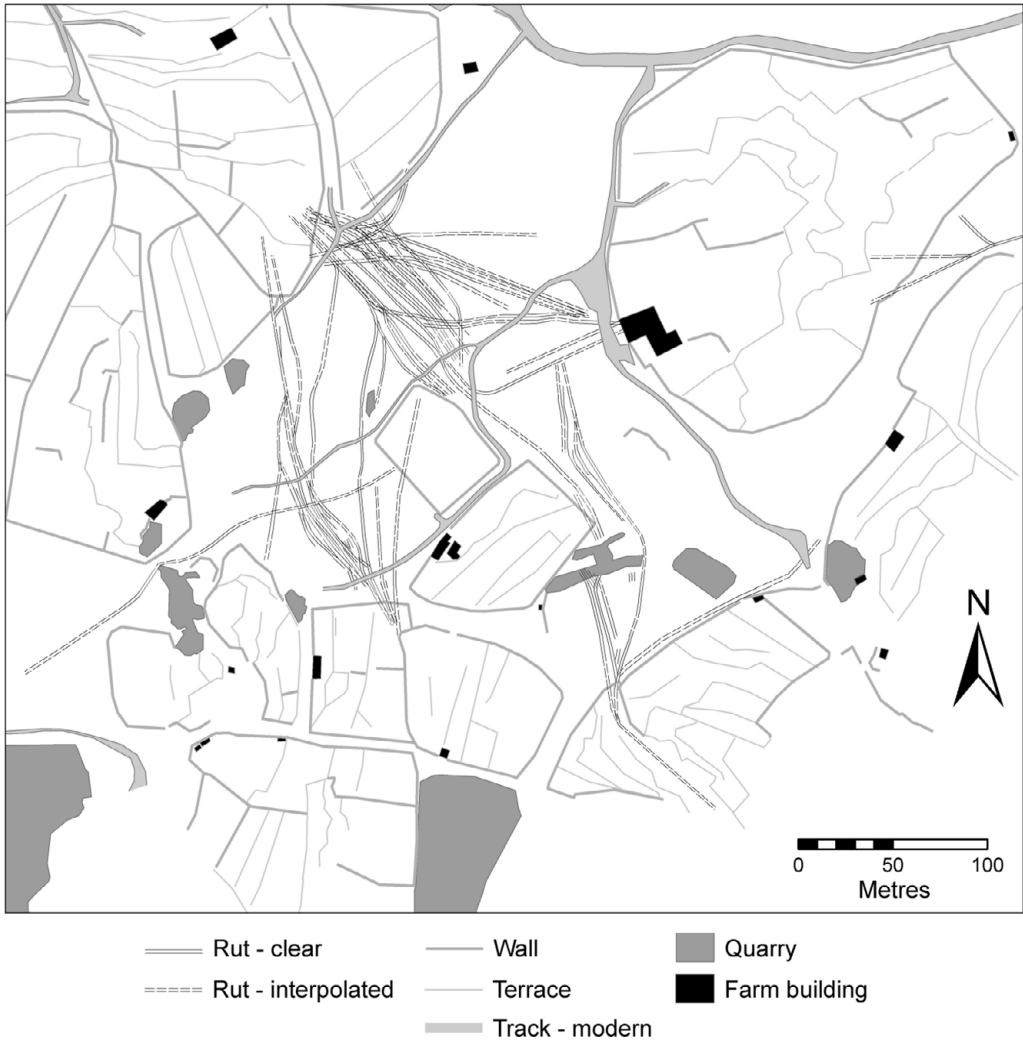 N
0 50 100
Metres
Rut - clear
Wall
Quarry
Rut - interpolated
Terrace
Farm building
Track - modern